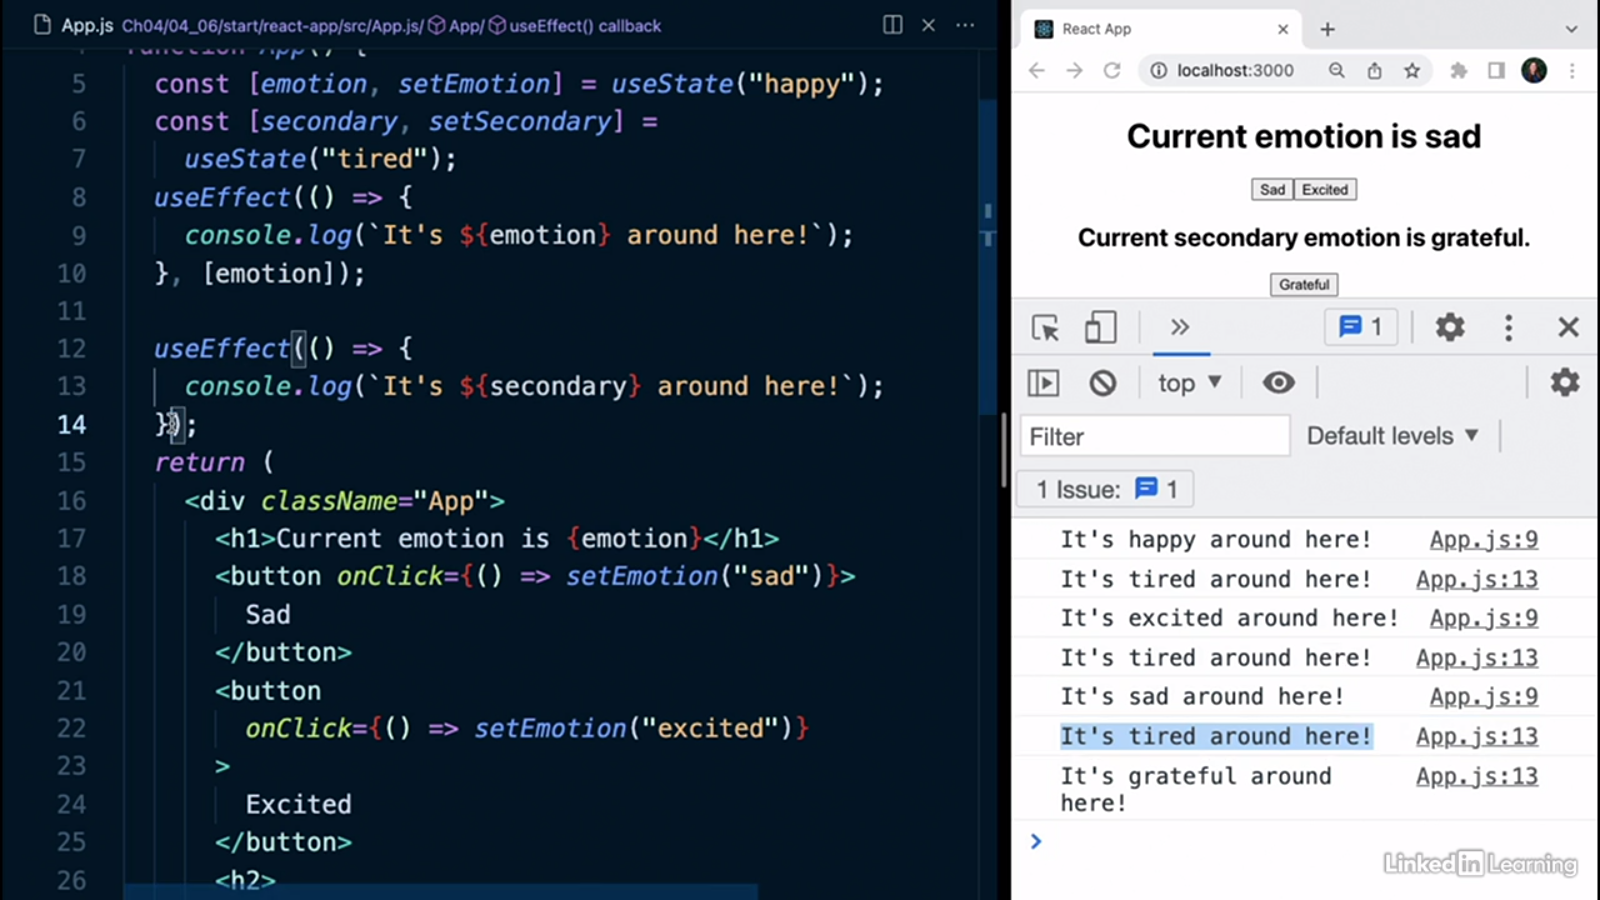 App.js Ch04/04_06/start/react-app/src/App.js/ App/ useEffect() callback
function App() {
5 const [emotion, setEmotion] = useState("happy");
6 const [secondary, setSecondary] =
7 useState("tired");
8 useEffect(() => {
9 console.log(`It's ${emotion} around here!`);
10 }, [emotion]);
11
12 useEffect(() => {
13 console.log(`It's ${secondary} around here!`);
14 });
15 return (
16 <div className="App">
17 <h1>Current emotion is {emotion}</h1>
18 <button onClick={() => setEmotion("sad")}>
19 Sad
20 </button>
21 <button
22 onClick={() => setEmotion("excited")}
23 >
24 Excited
25 </button>
26 <h2>
React App
localhost:3000
Current emotion is sad
Sad Excited
Current secondary emotion is grateful.
Grateful
1
top
Filter Default levels
1 Issue: 1
It's happy around here! App.js:9
It's tired around here! App.js:13
It's excited around here! App.js:9
It's tired around here! App.js:13
It's sad around here! App.js:9
It's tired around here! App.js:13
It's grateful around App.js:13
here!
LinkedIn Learning